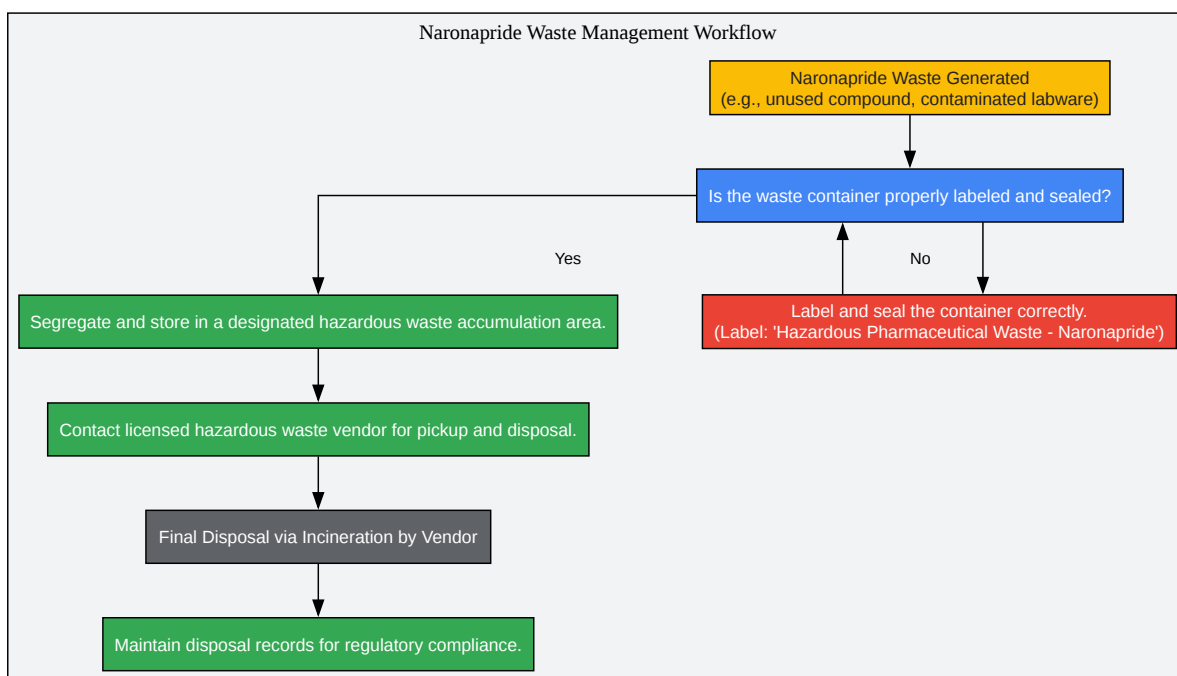 Naronapride Waste Management Workflow
Naronapride Waste Generated
(e.g., unused compound, contaminated labware)
Is the waste container properly labeled and sealed?
Yes
No
Segregate and store in a designated hazardous waste accumulation area.
Label and seal the container correctly.
(Label: 'Hazardous Pharmaceutical Waste - Naronapride')
Contact licensed hazardous waste vendor for pickup and disposal.
Final Disposal via Incineration by Vendor
Maintain disposal records for regulatory compliance.